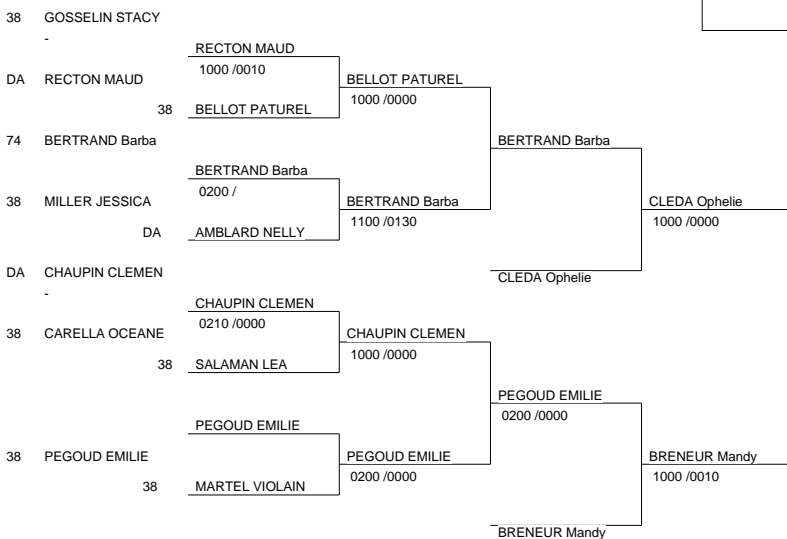 38 GOSSELIN STACY
-
RECTON MAUD
1000 /0010
DA RECTON MAUD
BELLOT PATUREL
1000 /0000
38 BELLOT PATUREL
74 BERTRAND Barba
BERTRAND Barba
BERTRAND Barba
0200 /
38 MILLER JESSICA
BERTRAND Barba
1100 /0130
CLEDA Ophelie
1000 /0000
DA AMBLARD NELLY
DA CHAUPIN CLEMEN
-
CLEDA Ophelie
CHAUPIN CLEMEN
0210 /0000
38 CARELLA OCEANE
CHAUPIN CLEMEN
1000 /0000
38 SALAMAN LEA
PEGOUD EMILIE
0200 /0000
PEGOUD EMILIE
38 PEGOUD EMILIE
PEGOUD EMILIE
0200 /0000
BRENEUR Mandy
1000 /0010
38 MARTEL VIOLAIN
BRENEUR Mandy